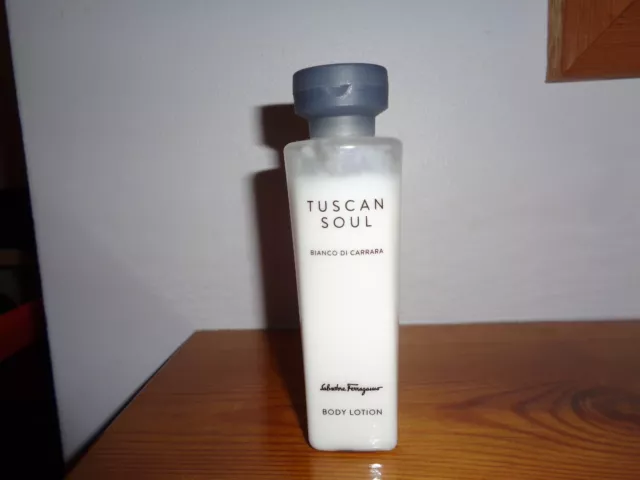 TUSCAN
SOUL
BIANCO DI CARRARA
Salvatore Ferragamo
BODY LOTION